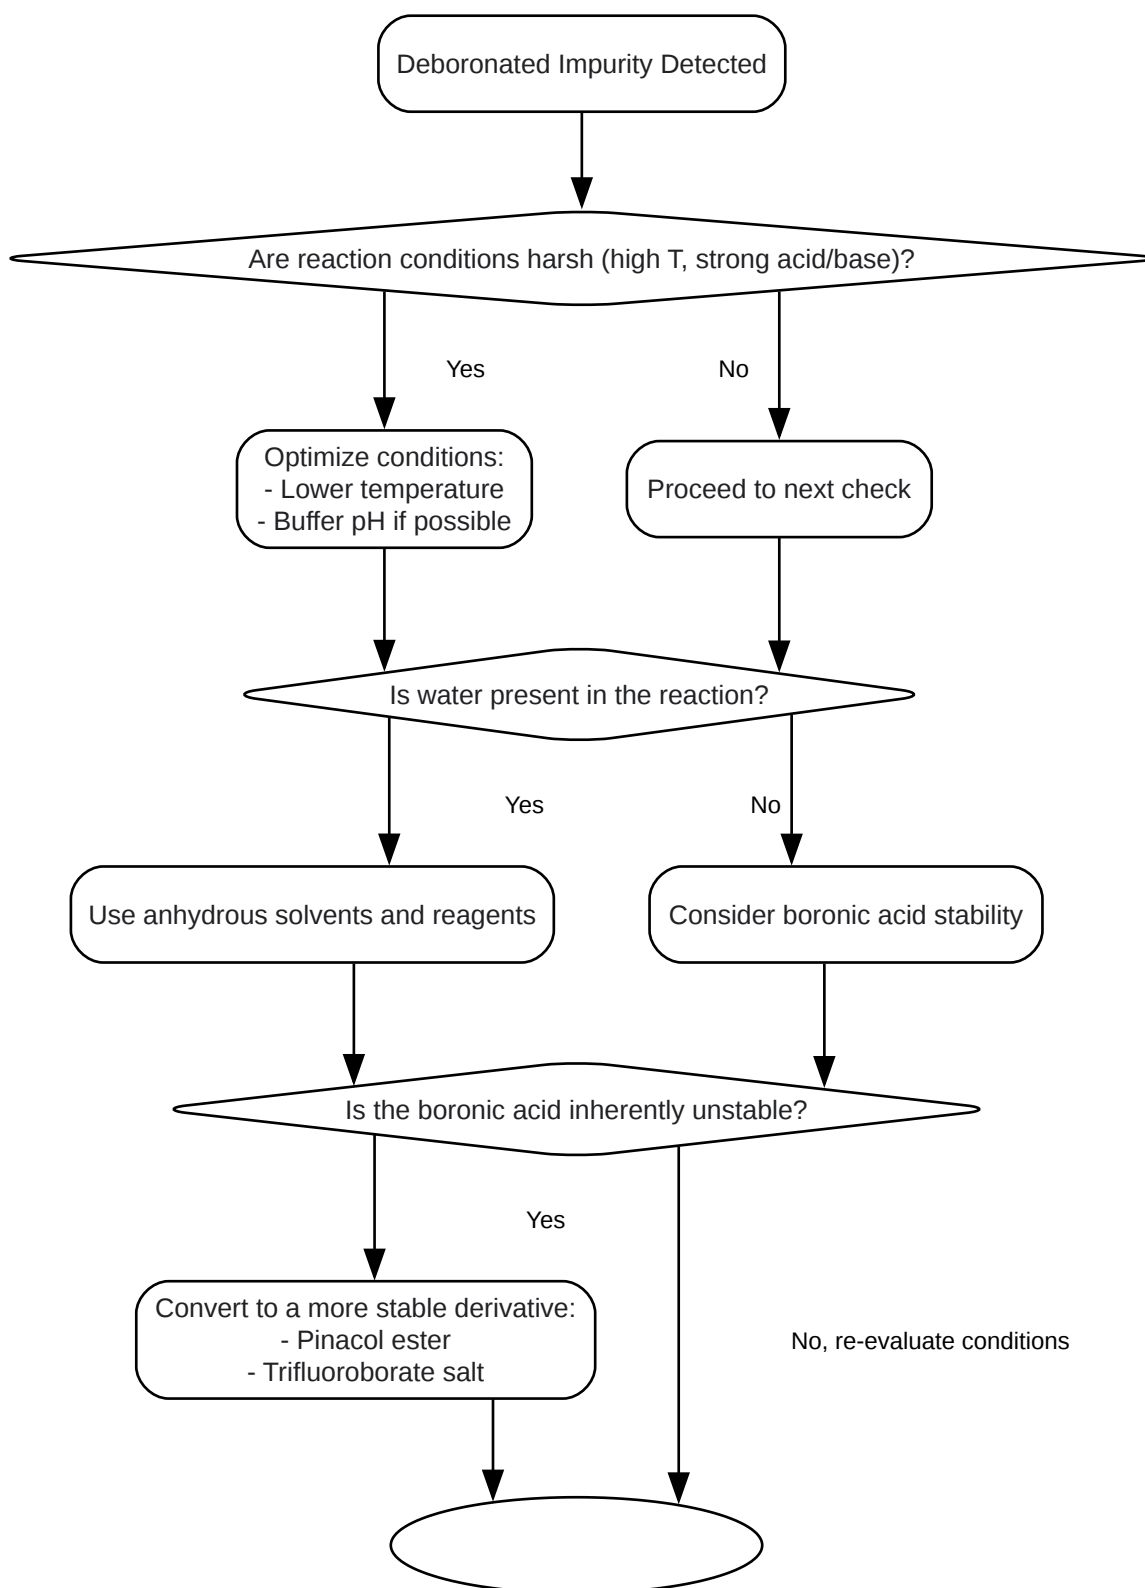 Deboronated Impurity Detected
Are reaction conditions harsh (high T, strong acid/base)?
Yes
No
Optimize conditions:
- Lower temperature
- Buffer pH if possible
Proceed to next check
Is water present in the reaction?
Yes
No
Use anhydrous solvents and reagents
Consider boronic acid stability
Is the boronic acid inherently unstable?
Yes
Convert to a more stable derivative:
- Pinacol ester
- Trifluoroborate salt
No, re-evaluate conditions